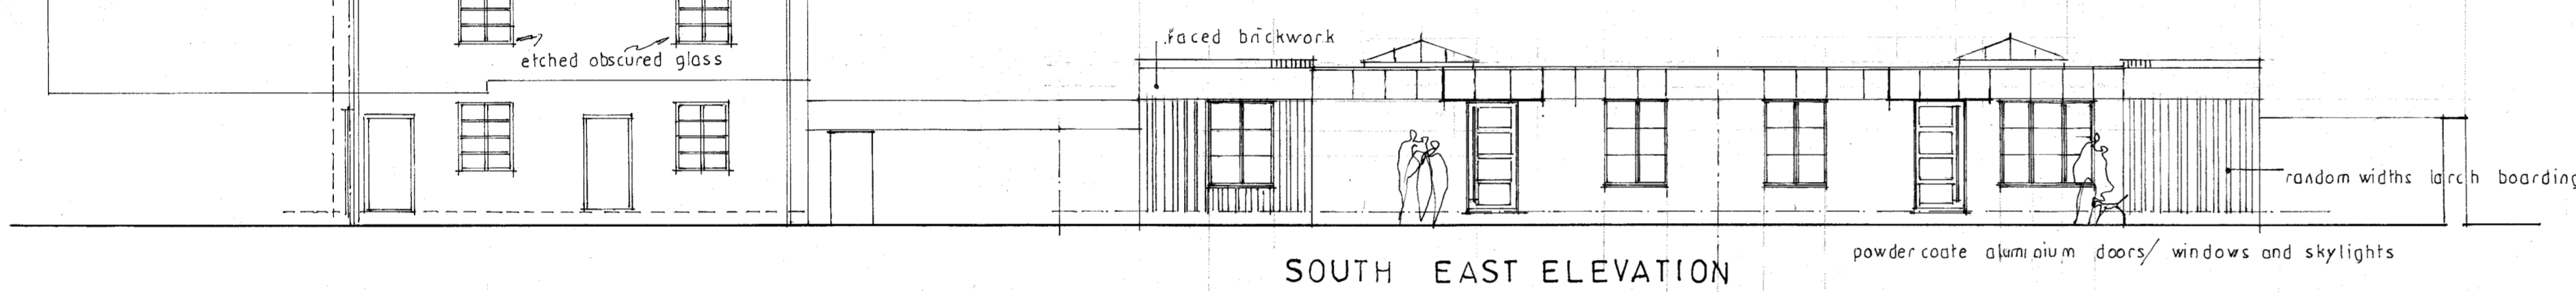 faced brickwork
etched obscured glass
random widths larch boarding
powder coate aluminium doors/ windows and skylights
SOUTH EAST ELEVATION